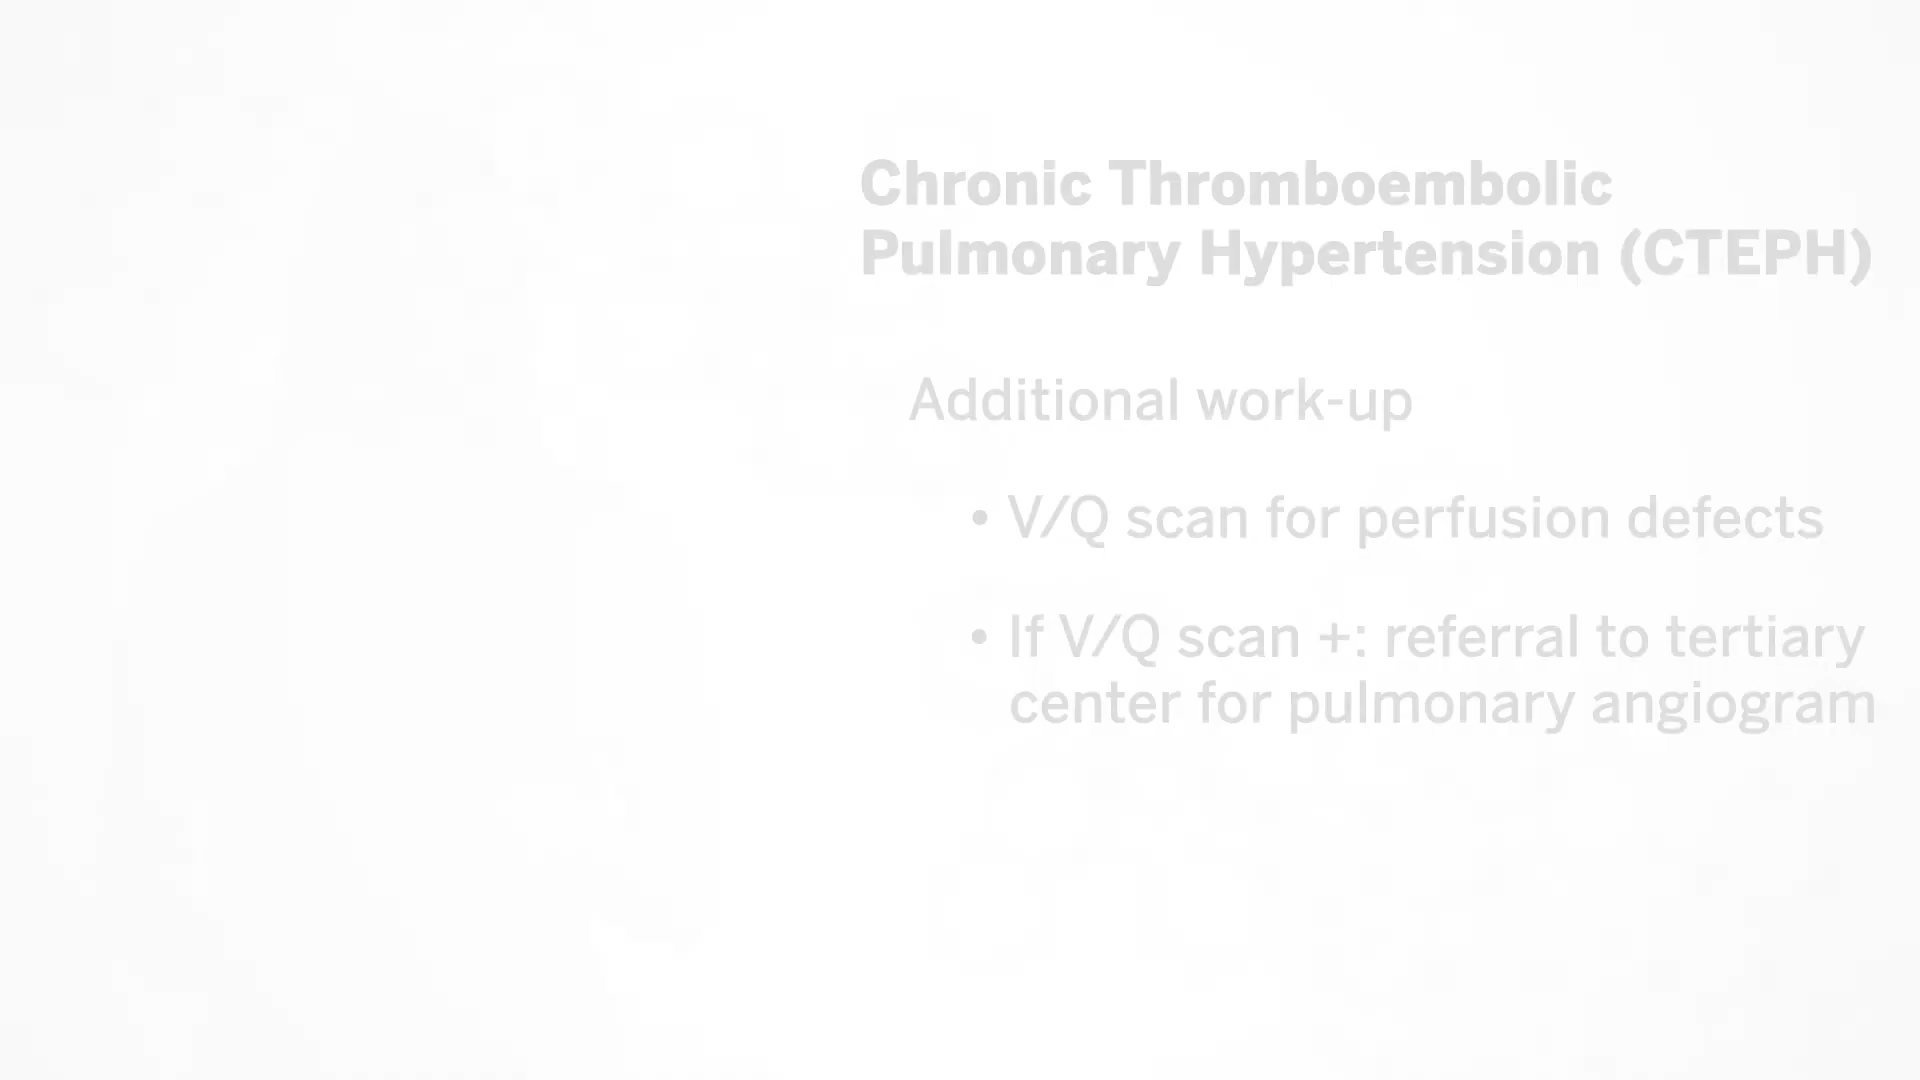 Chronic Thromboembolic
Pulmonary Hypertension (CTEPH)
Additional work-up
• V/Q scan for perfusion defects
• If V/Q scan +: referral to tertiary
center for pulmonary angiogram